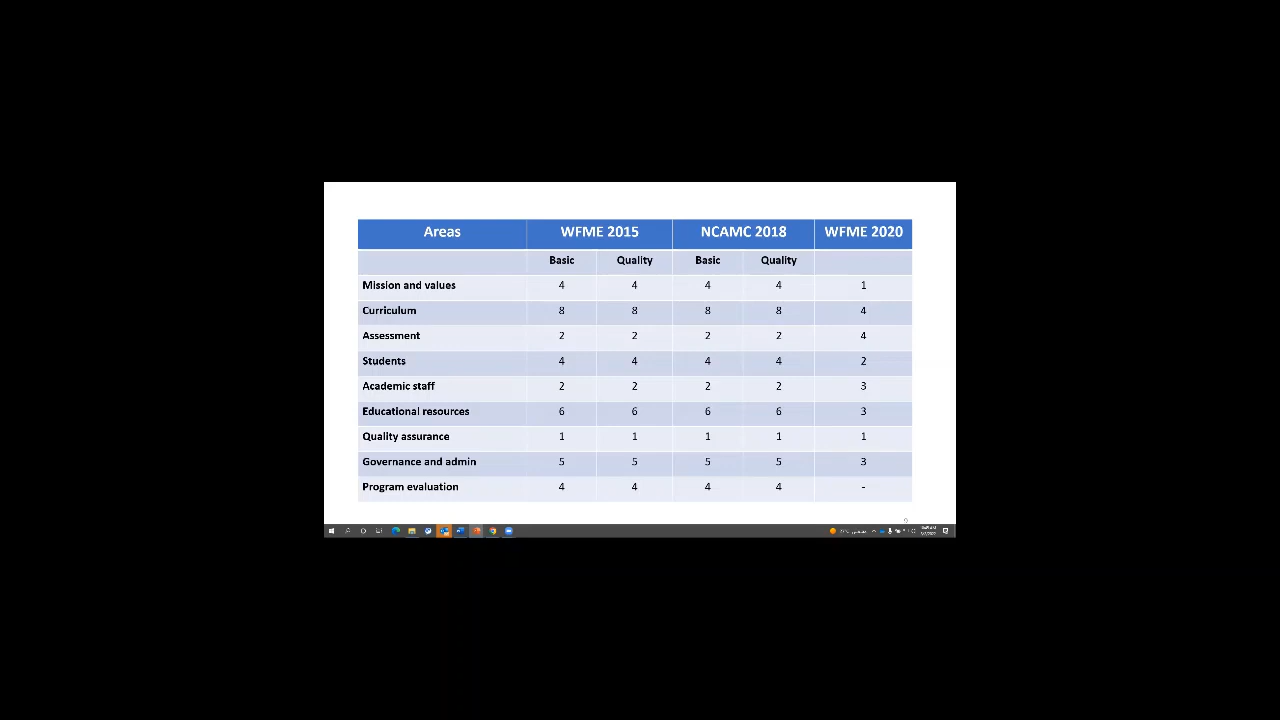 Areas WFME 2015 NCAMC 2018 WFME 2020
Basic Quality Basic Quality
Mission and values 4 4 4 4 1
Curriculum 8 8 8 8 4
Assessment 2 2 2 2 4
Students 4 4 4 4 2
Academic staff 2 2 2 2 3
Educational resources 6 6 6 6 3
Quality assurance 1 1 1 1 1
Governance and admin 5 5 5 5 3
Program evaluation 4 4 4 4 -
9